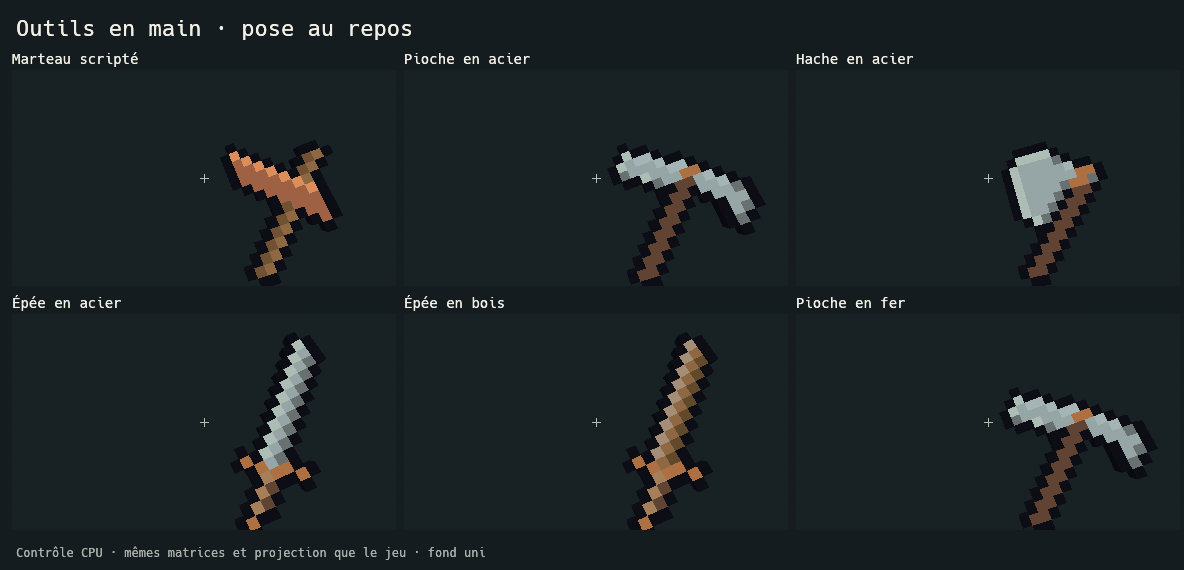 Outils en main · pose au repos
Marteau scripté
Pioche en acier
Hache en acier
Épée en acier
Épée en bois
Pioche en fer
Contrôle CPU · mêmes matrices et projection que le jeu · fond uni